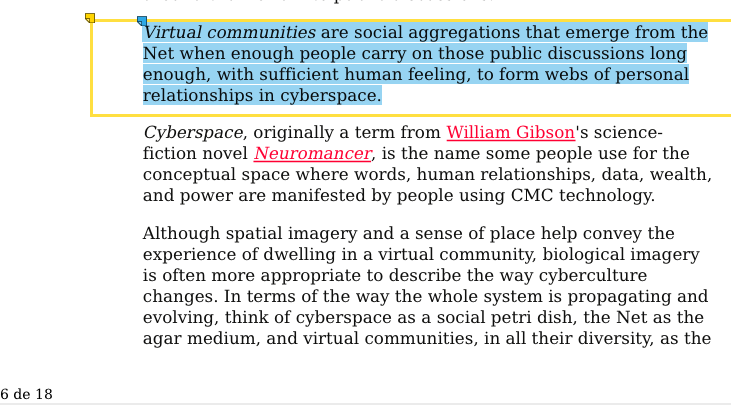 Virtual communities are social aggregations that emerge from the
Net when enough people carry on those public discussions long
enough, with sufficient human feeling, to form webs of personal
relationships in cyberspace.
Cyberspace, originally a term from William Gibson's science-
fiction novel Neuromancer, is the name some people use for the
conceptual space where words, human relationships, data, wealth,
and power are manifested by people using CMC technology.
Although spatial imagery and a sense of place help convey the
experience of dwelling in a virtual community, biological imagery
is often more appropriate to describe the way cyberculture
changes. In terms of the way the whole system is propagating and
evolving, think of cyberspace as a social petri dish, the Net as the
agar medium, and virtual communities, in all their diversity, as the
6 de 18